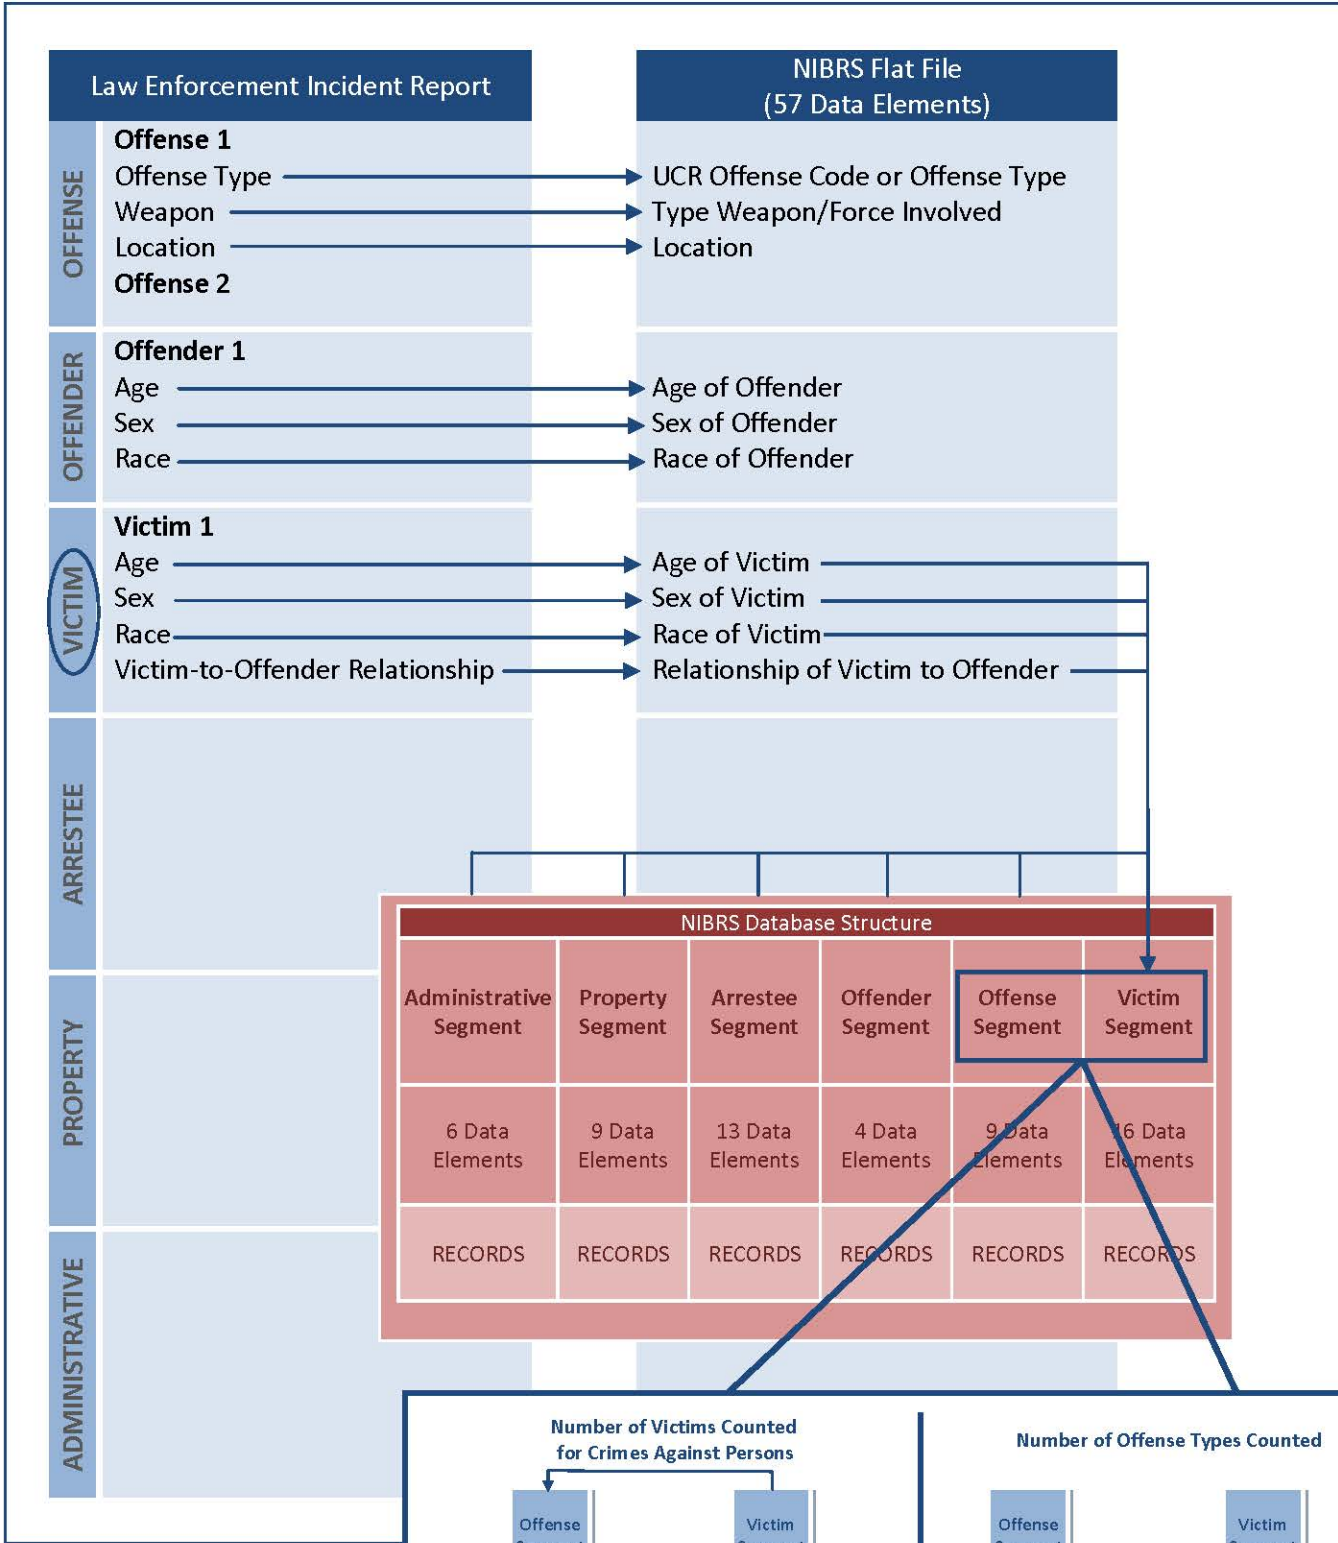 Law Enforcement Incident Report
NIBRS Flat File
(57 Data Elements)
OFFENSE
Offense 1
Offense Type
UCR Offense Code or Offense Type
Weapon
Type Weapon/Force Involved
Location
Location
Offense 2
OFFENDER
Offender 1
Age
Age of Offender
Sex
Sex of Offender
Race
Race of Offender
VICTIM
Victim 1
Age
Age of Victim
Sex
Sex of Victim
Race
Race of Victim
Victim-to-Offender Relationship
Relationship of Victim to Offender
ARRESTEE
PROPERTY
ADMINISTRATIVE
NIBRS Database Structure
Administrative
Segment
Property
Segment
Arrestee
Segment
Offender
Segment
Offense
Segment
Victim
Segment
6 Data
Elements
9 Data
Elements
13 Data
Elements
4 Data
Elements
9 Data
Elements
16 Data
Elements
RECORDS
RECORDS
RECORDS
RECORDS
RECORDS
RECORDS
Number of Victims Counted
for Crimes Against Persons
Offense
Victim
Number of Offense Types Counted
Offense
Victim